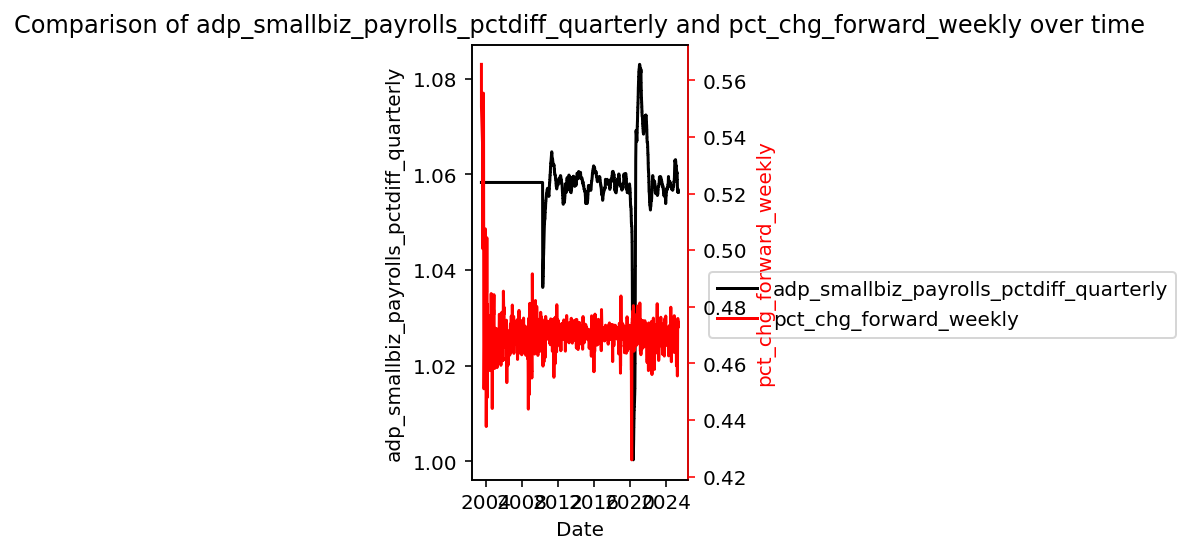 Comparison of adp_smallbiz_payrolls_pctdiff_quarterly and pct_chg_forward_weekly over time
adp_smallbiz_payrolls_pctdiff_quarterly
1.08
1.06
1.04
1.02
1.00
0.56
0.54
0.52
0.50
0.48
0.46
0.44
0.42
pct_chg_forward_weekly
adp_smallbiz_payrolls_pctdiff_quarterly
pct_chg_forward_weekly
2004 2008 2012 2016 2020 2024
Date